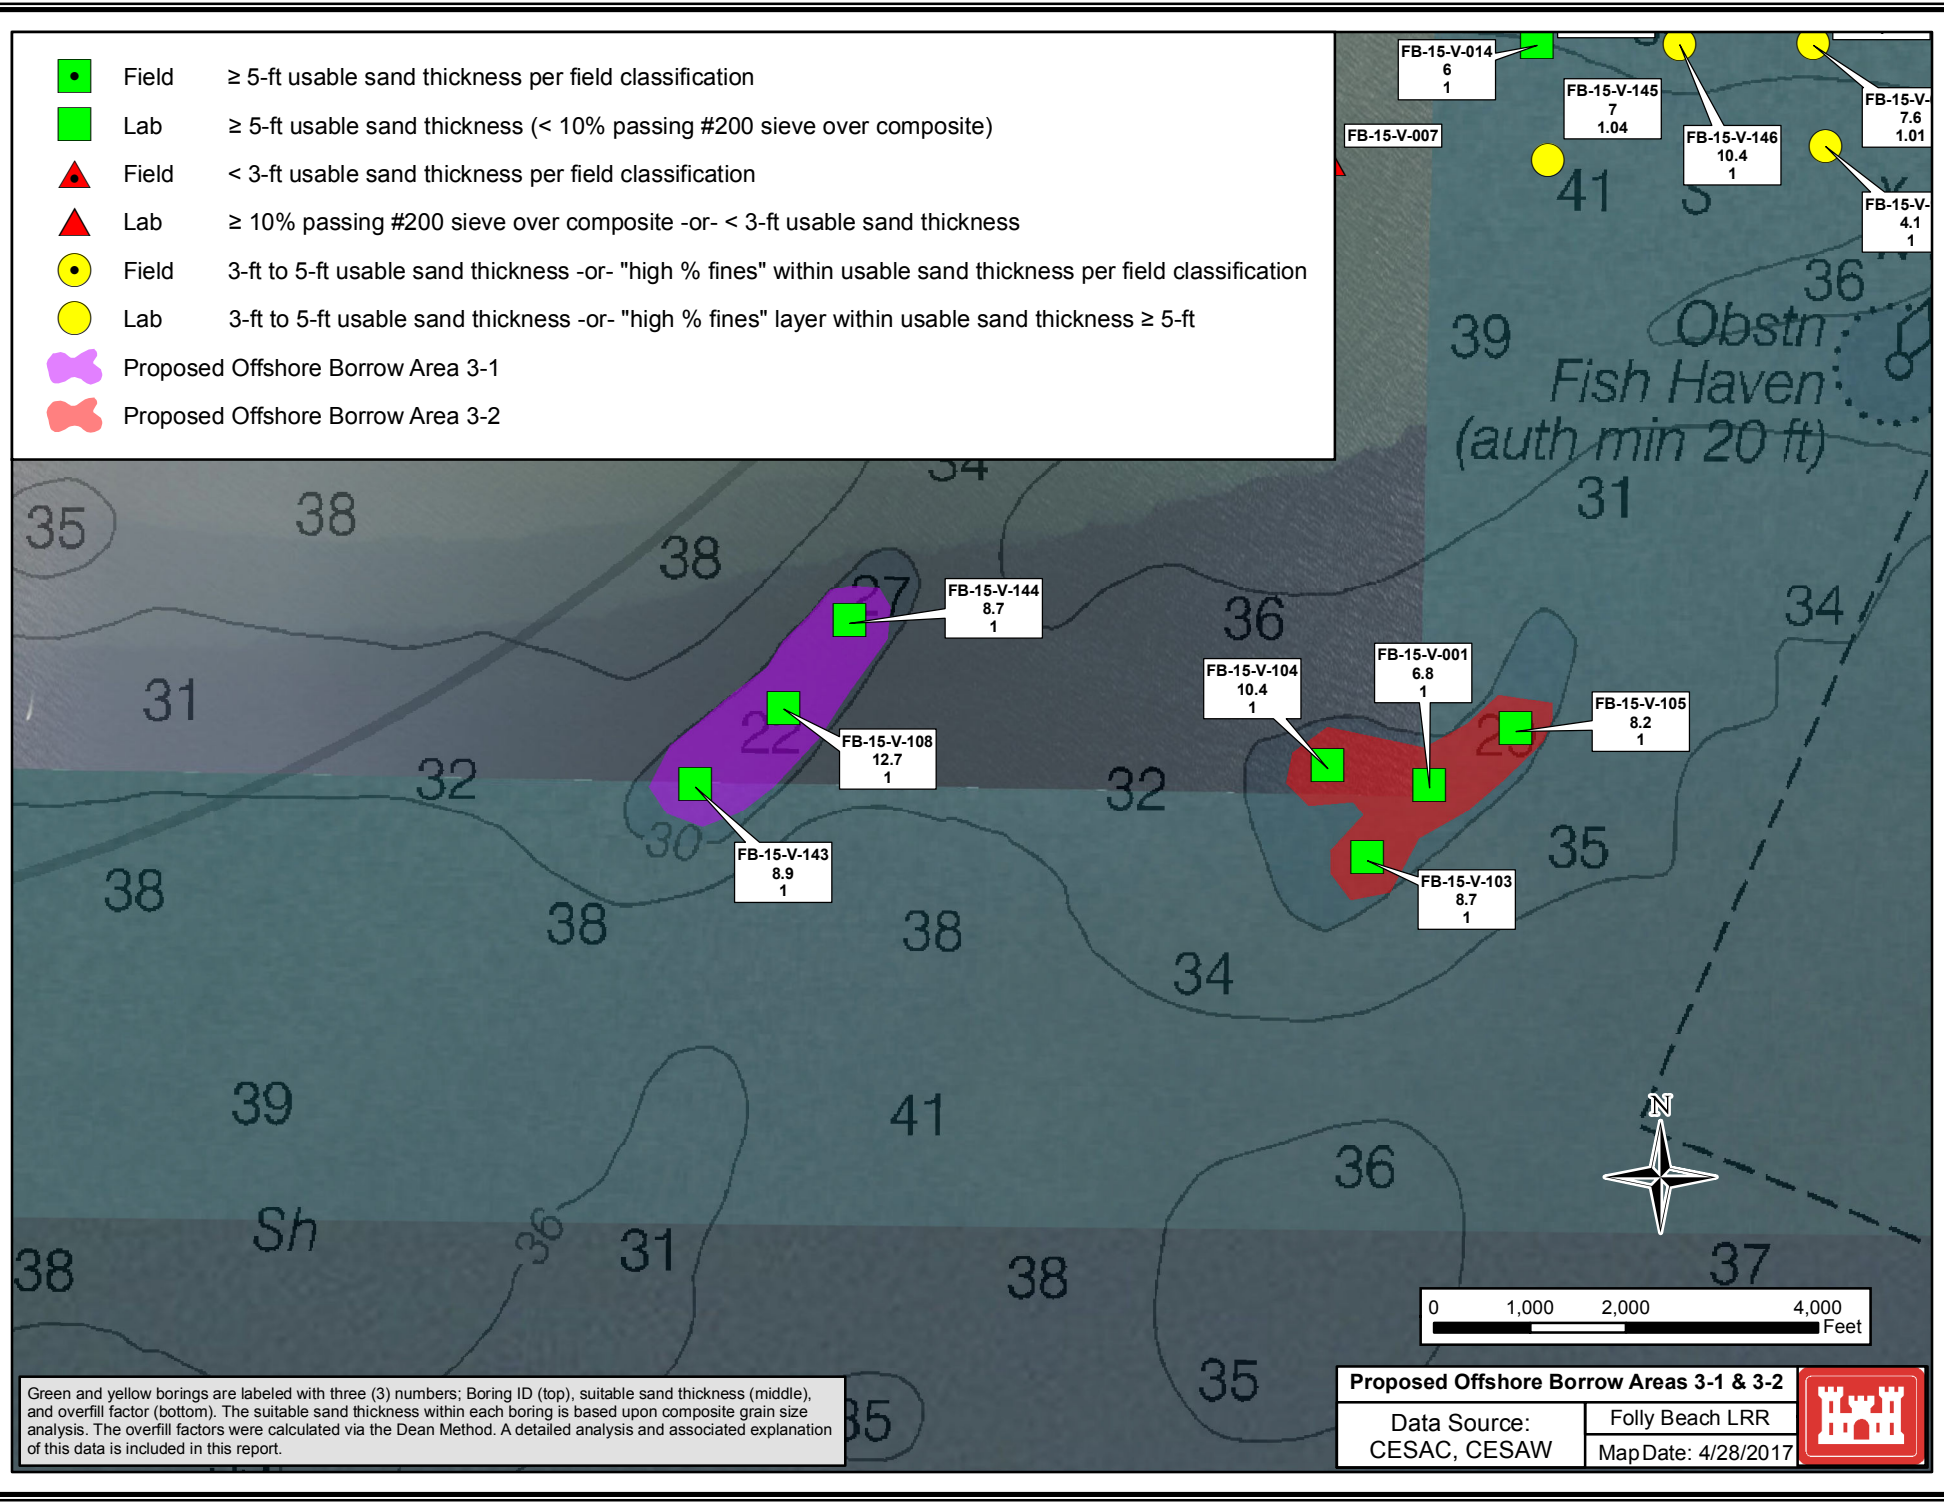 Field ≥ 5-ft usable sand thickness per field classification
Lab ≥ 5-ft usable sand thickness (< 10% passing #200 sieve over composite)
Field < 3-ft usable sand thickness per field classification
Lab ≥ 10% passing #200 sieve over composite -or- < 3-ft usable sand thickness
Field 3-ft to 5-ft usable sand thickness -or- "high % fines" within usable sand thickness per field classification
Lab 3-ft to 5-ft usable sand thickness -or- "high % fines" layer within usable sand thickness ≥ 5-ft
Proposed Offshore Borrow Area 3-1
Proposed Offshore Borrow Area 3-2
FB-15-V-014
6
1
FB-15-V-145
7
1.04
FB-15-V-146
10.4
1
FB-15-V-
7.6
1.01
FB-15-V-007
FB-15-V-
4.1
1
41
S
36
39
Obstn
Fish Haven
(auth min 20 ft)
31
34
35
38
38
27
FB-15-V-144
8.7
1
36
34
31
22
FB-15-V-108
12.7
1
FB-15-V-104
10.4
1
FB-15-V-001
6.8
1
FB-15-V-105
8.2
1
32
32
30
FB-15-V-143
8.9
1
35
FB-15-V-103
8.7
1
38
38
38
34
39
41
36
N
Sh
36
31
38
38
37
35
35
0 1,000 2,000 4,000
Feet
Green and yellow borings are labeled with three (3) numbers; Boring ID (top), suitable sand thickness (middle),
and overfill factor (bottom). The suitable sand thickness within each boring is based upon composite grain size
analysis. The overfill factors were calculated via the Dean Method. A detailed analysis and associated explanation
of this data is included in this report.
Proposed Offshore Borrow Areas 3-1 & 3-2
Data Source:
CESAC, CESAW
Folly Beach LRR
Map Date: 4/28/2017